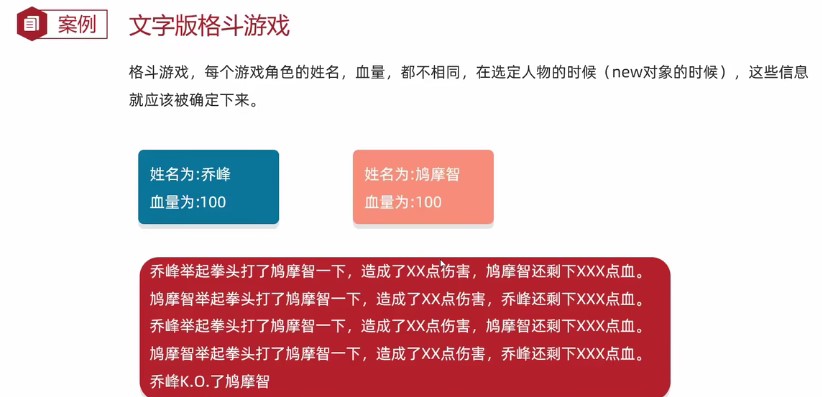 案例
文字版格斗游戏
格斗游戏，每个游戏角色的姓名，血量，都不相同，在选定人物的时候（new对象的时候），这些信息
就应该被确定下来。
姓名为:乔峰
血量为:100
姓名为:鸠摩智
血量为:100
乔峰举起拳头打了鸠摩智一下，造成了XX点伤害，鸠摩智还剩下XXX点血。
鸠摩智举起拳头打了鸠摩智一下，造成了XX点伤害，乔峰还剩下XXX点血。
乔峰举起拳头打了鸠摩智一下，造成了XX点伤害，鸠摩智还剩下XXX点血。
鸠摩智举起拳头打了鸠摩智一下，造成了XX点伤害，乔峰还剩下XXX点血。
乔峰K.O.了鸠摩智